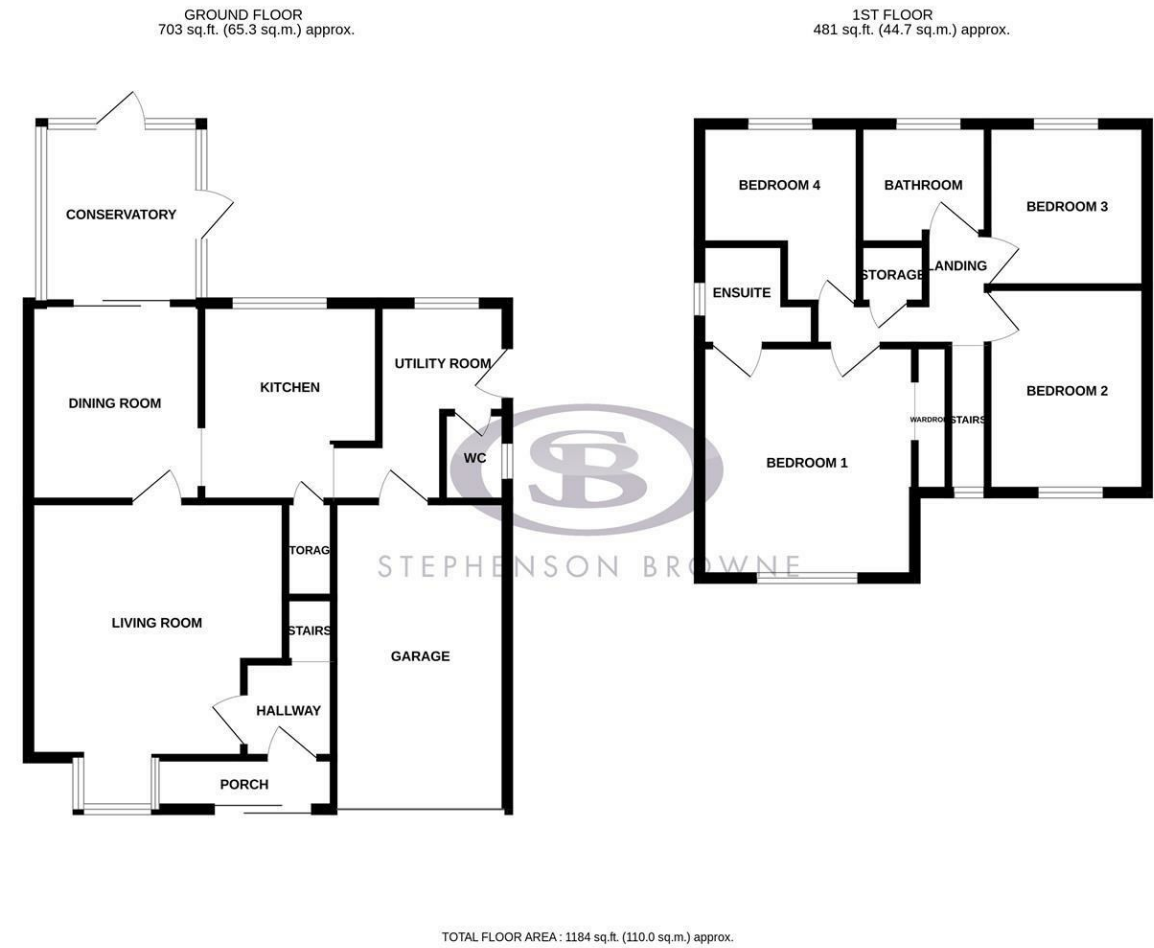 GROUND FLOOR
703 sq.ft. (65.3 sq.m.) approx.
1ST FLOOR
481 sq.ft. (44.7 sq.m.) approx.
CONSERVATORY
DINING ROOM
KITCHEN
UTILITY ROOM
WC
TORAG
LIVING ROOM
STAIRS
GARAGE
HALLWAY
PORCH
BEDROOM 4
BATHROOM
BEDROOM 3
STORAGE
LANDING
ENSUITE
BEDROOM 2
WARDROB
STAIRS
BEDROOM 1
SB
STEPHENSON BROWNE
TOTAL FLOOR AREA : 1184 sq.ft. (110.0 sq.m.) approx.